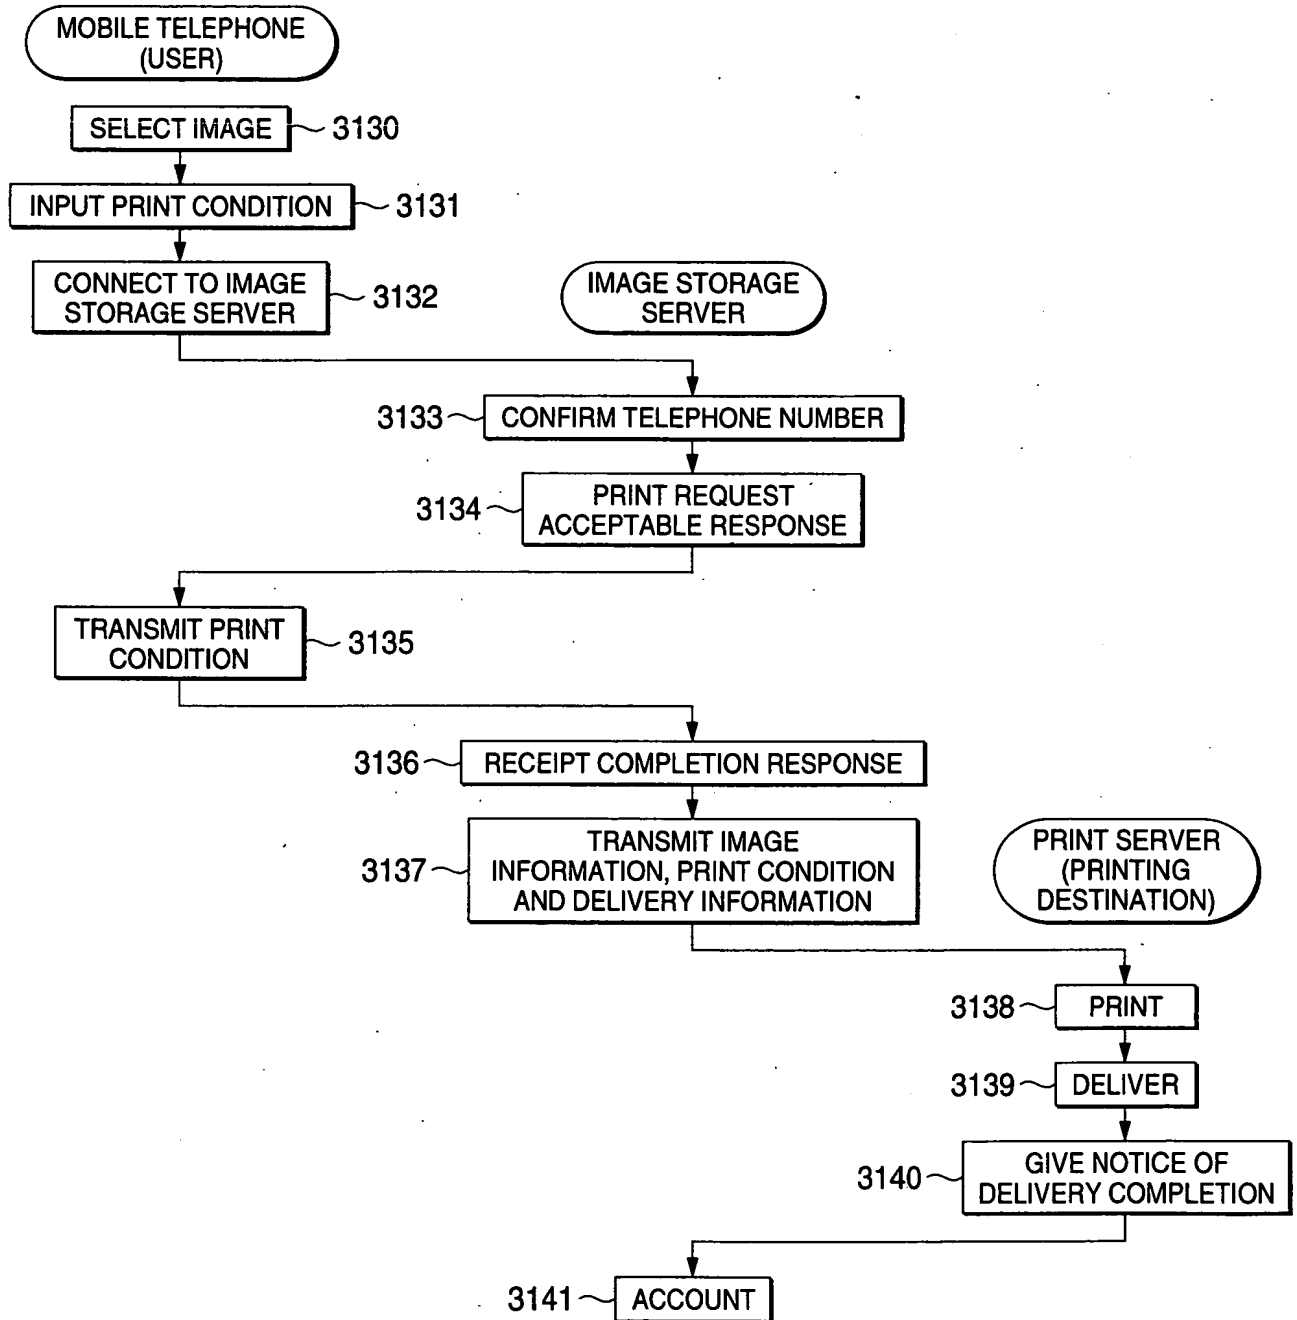 MOBILE TELEPHONE
(USER)
SELECT IMAGE
3130
INPUT PRINT CONDITION
3131
CONNECT TO IMAGE
STORAGE SERVER
3132
IMAGE STORAGE
SERVER
3133
CONFIRM TELEPHONE NUMBER
3134
PRINT REQUEST
ACCEPTABLE RESPONSE
TRANSMIT PRINT
CONDITION
3135
3136
RECEIPT COMPLETION RESPONSE
3137
TRANSMIT IMAGE
INFORMATION, PRINT CONDITION
AND DELIVERY INFORMATION
PRINT SERVER
(PRINTING
DESTINATION)
3138
PRINT
3139
DELIVER
3140
GIVE NOTICE OF
DELIVERY COMPLETION
3141
ACCOUNT